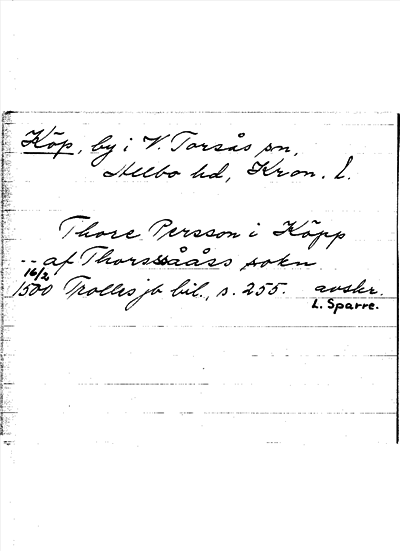 Köp, by i V. Torsås sn,
Allbo hd, Kron. l.
Thore Persson i Köpp
-- af Thorssååss sokn
16/2
1500 Trolles jb bil., s. 255. avskr.
L. Sparre.